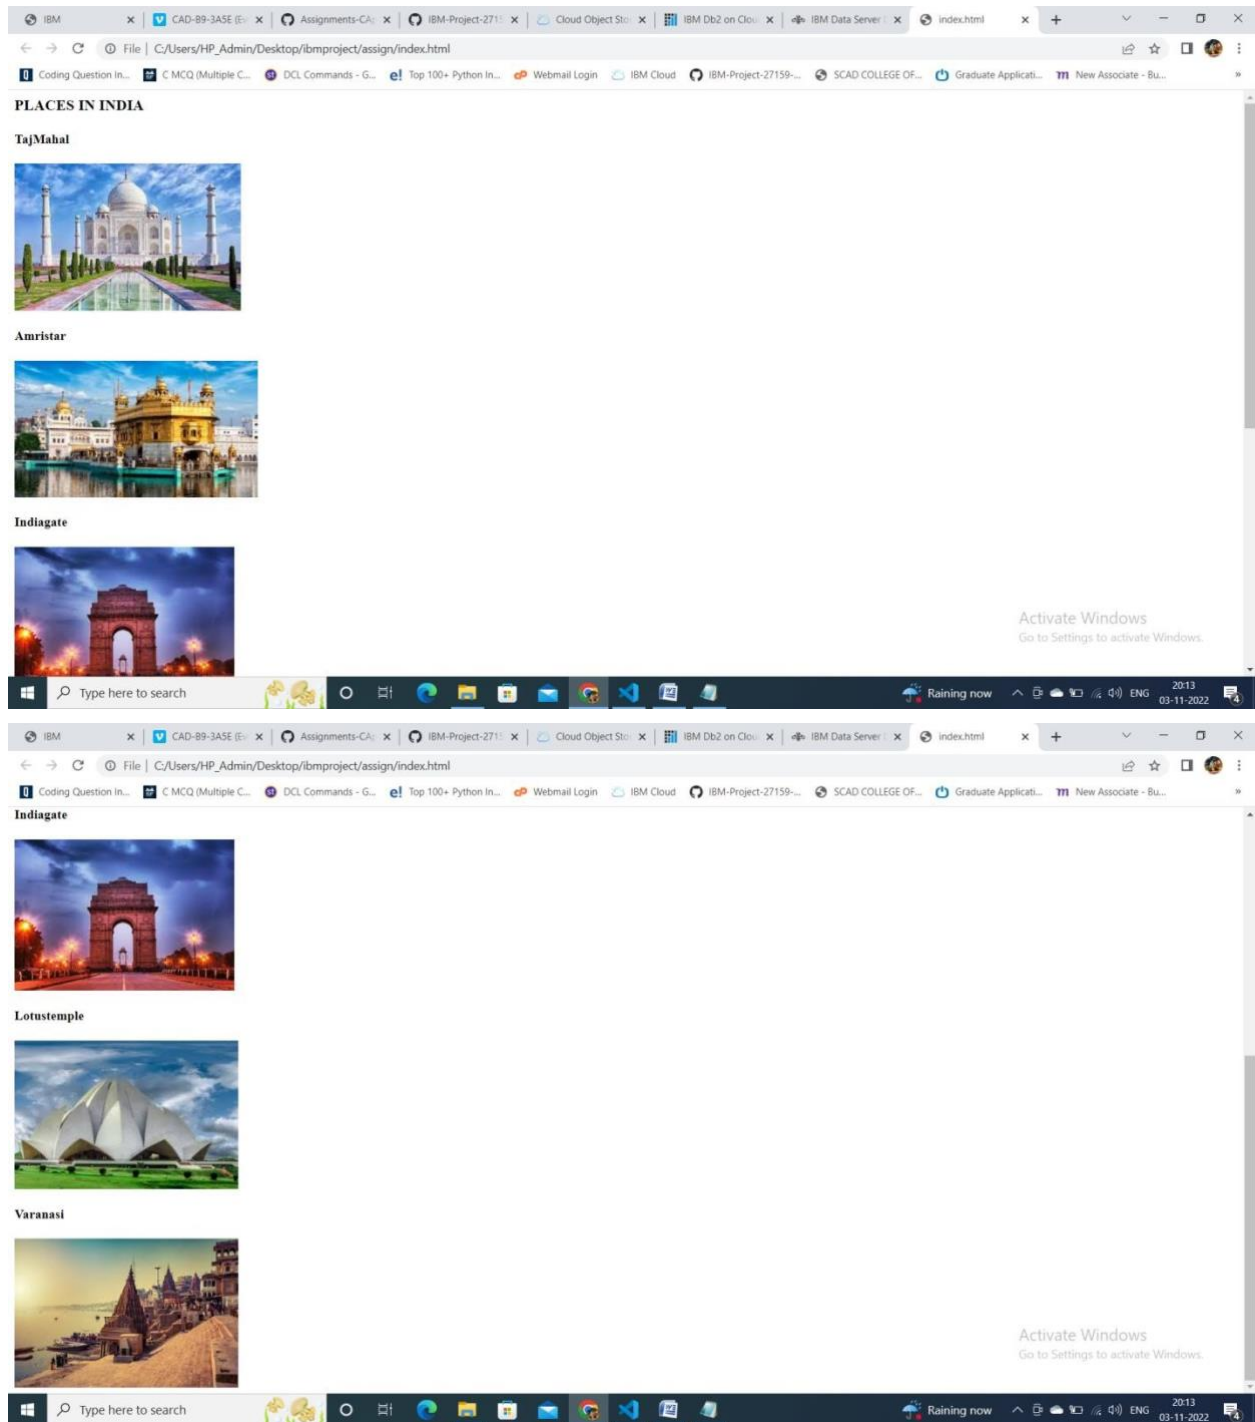 IBM CAD-B9-3A5E (Ev Assignments-CA IBM-Project-271 Cloud Object Sto IBM Db2 on Clou IBM Data Server index.html
File C:/Users/HP_Admin/Desktop/ibmproject/assign/index.html
Coding Question In... C MCQ (Multiple C... DCL Commands - G... Top 100+ Python In... Webmail Login IBM Cloud IBM-Project-27159-... SCAD COLLEGE OF... Graduate Applicati... New Associate - Bu... »
PLACES IN INDIA
TajMahal
Amristar
Indiagate
Activate Windows
Go to Settings to activate Windows.
Type here to search Raining now ENG 20:13
03-11-2022
IBM CAD-B9-3A5E (Ev Assignments-CA IBM-Project-271 Cloud Object Sto IBM Db2 on Clou IBM Data Server index.html
File C:/Users/HP_Admin/Desktop/ibmproject/assign/index.html
Coding Question In... C MCQ (Multiple C... DCL Commands - G... Top 100+ Python In... Webmail Login IBM Cloud IBM-Project-27159-... SCAD COLLEGE OF... Graduate Applicati... New Associate - Bu... »
Indiagate
Lotustemple
Varanasi
Activate Windows
Go to Settings to activate Windows.
Type here to search Raining now ENG 20:13
03-11-2022